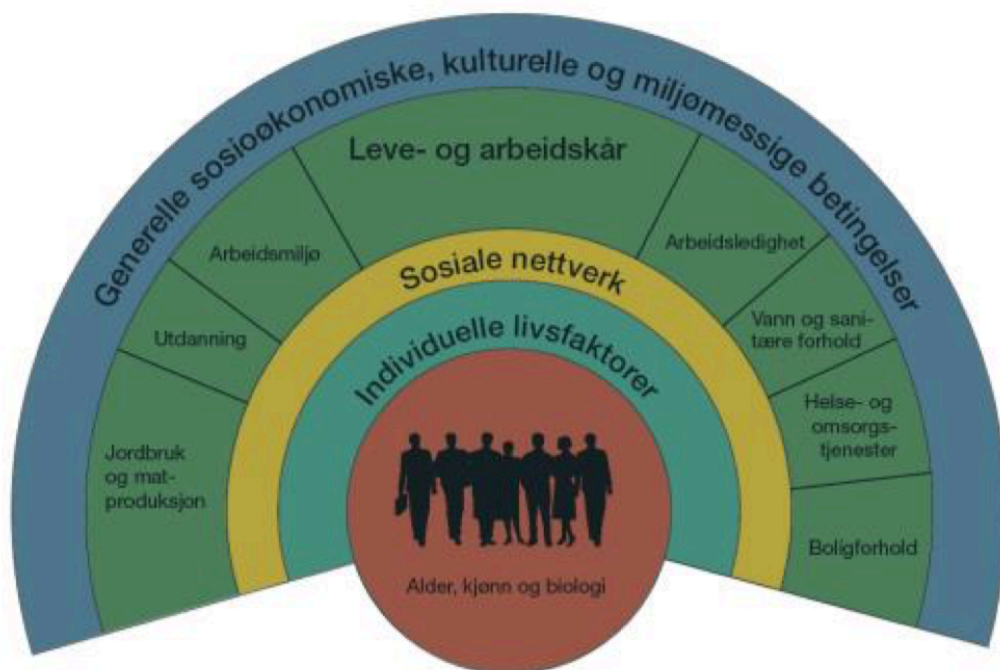 Generelle sosioøkonomiske, kulturelle og miljømessige betingelser
Leve- og arbeidskår
Arbeidsmiljø
Utdanning
Jordbruk
og mat-
produksjon
Arbeidsledighet
Vann og sani-
tære forhold
Helse- og
omsorgs-
tjenester
Boligforhold
Sosiale nettverk
Individuelle livsfaktorer
Alder, kjønn og biologi